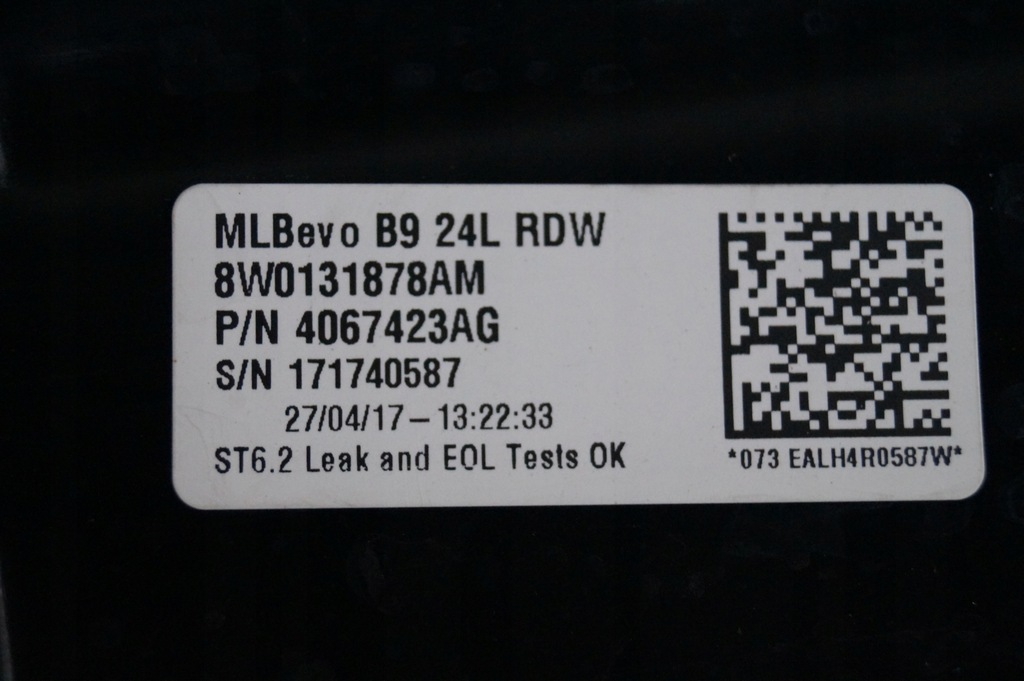 MLBevo B9 24L RDW
8W0131878AM
P/N 4067423AG
S/N 171740587
27/04/17-13:22:33
ST6.2 Leak and EOL Tests OK
*073 EALH4R0587W*